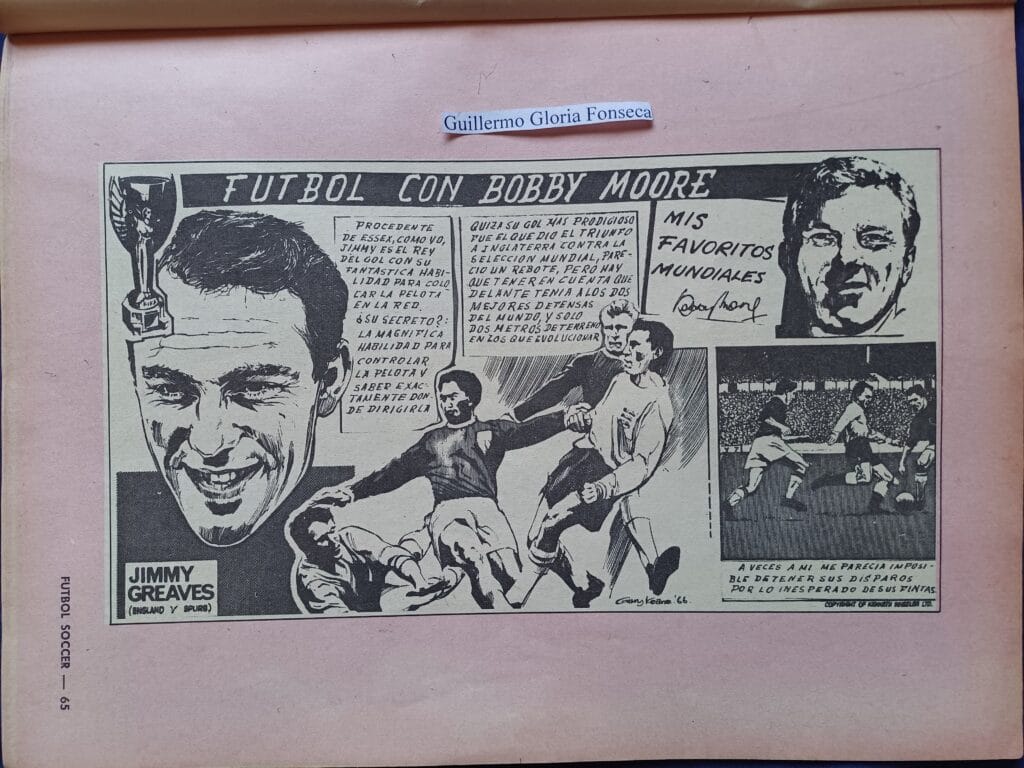 Guillermo Gloria Fonseca
FUTBOL CON BOBBY MOORE
PROCEDENTE
DE ESSEX, COMO YO,
JIMMY ES EL REY
DEL GOL CON SU
FANTASTICA HABI-
LIDAD PARA COLO
CAR LA PELOTA
EN LA RED.
¿SU SECRETO?:
LA MAGNIFICA
HABILIDAD PARA
CONTROLAR
LA PELOTA Y
SABER EXAC-
TAMENTE DON-
DE DIRIGIRLA
QUIZA SU GOL MAS PRODIGIOSO
FUE EL QUE DIO EL TRIUNFO
A INGLATERRA CONTRA LA
SELECCION MUNDIAL, PARE-
CIO UN REBOTE, PERO HAY
QUE TENER EN CUENTA QUE
DELANTE TENIA A LOS DOS
MEJORES DEFENSAS
DEL MUNDO, Y SOLO
DOS METROS DE TERRENO
EN LOS QUE EVOLUCIONAR
MIS
FAVORITOS
MUNDIALES
Bobby Moore
A VECES A MI ME PARECIA IMPOSI-
BLE DETENER SUS DISPAROS
POR LO INESPERADO DE SUS FINTAS.
JIMMY
GREAVES
(ENGLAND Y SPURS)
Gary Keane '66.
COPYRIGHT OF KENNETH WHEELER LTD.
FUTBOL SOCCER — 65